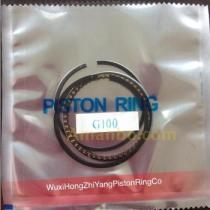 PISTON RING
G100
WuxiHongZhiYangPistonRingCo